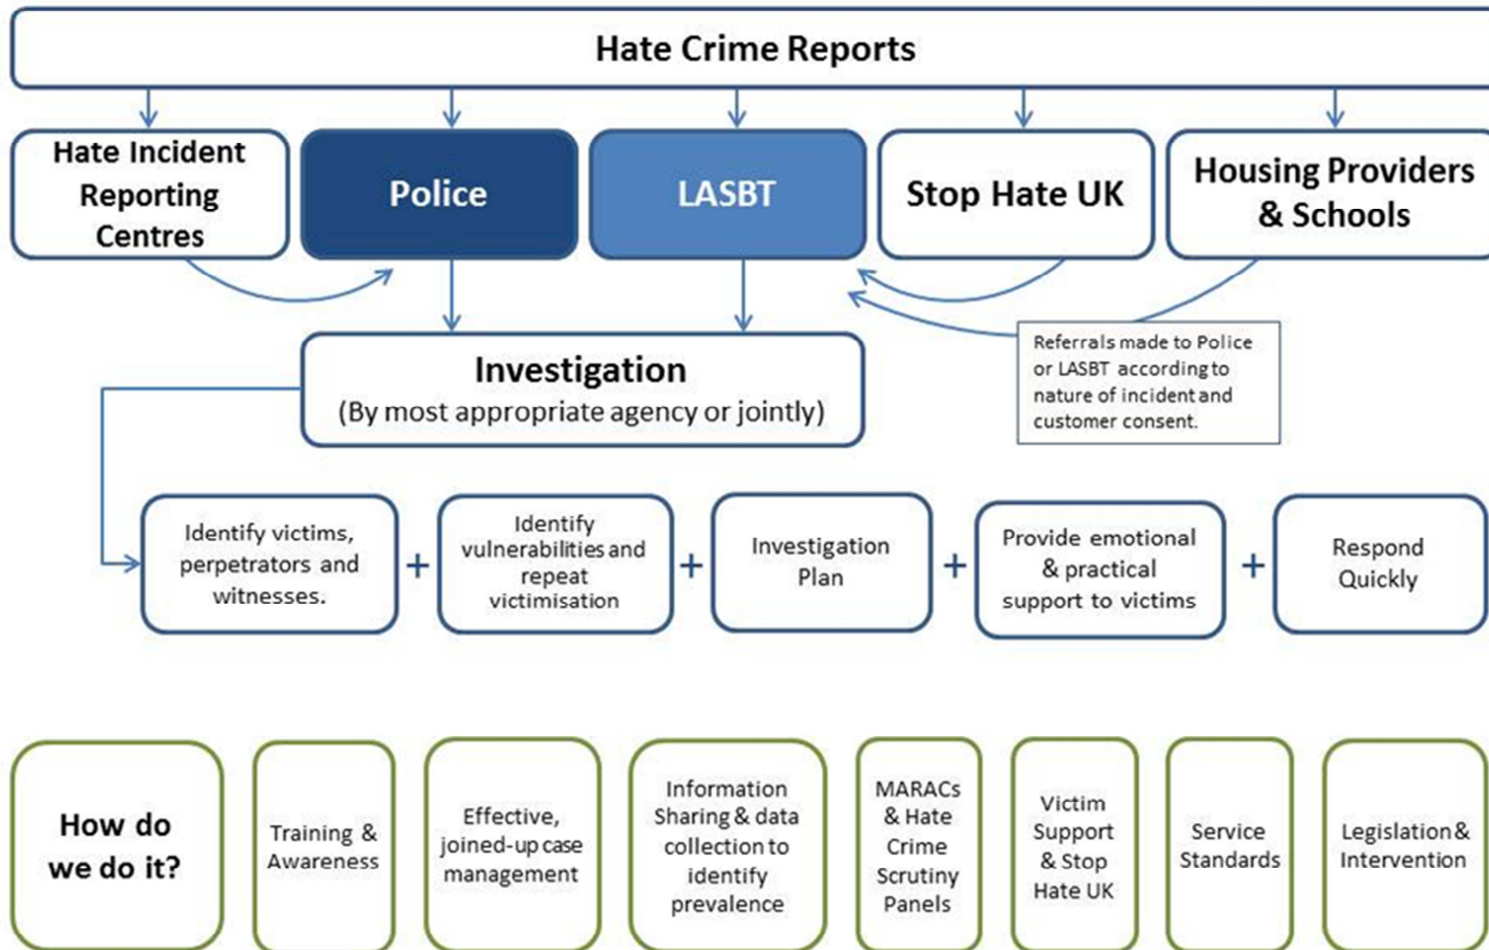 Hate Crime Reports
Hate Incident
Reporting
Centres
Police
LASBT
Stop Hate UK
Housing Providers
& Schools
Investigation
(By most appropriate agency or jointly)
Referrals made to Police
or LASBT according to
nature of incident and
customer consent.
Identify victims,
perpetrators and
witnesses.
+
Identify
vulnerabilities and
repeat
victimisation
+
Investigation
Plan
+
Provide emotional
& practical
support to victims
+
Respond
Quickly
How do
we do it?
Training &
Awareness
Effective,
joined-up case
management
Information
Sharing & data
collection to
identify
prevalence
MARACs
& Hate
Crime
Scrutiny
Panels
Victim
Support
& Stop
Hate UK
Service
Standards
Legislation &
Intervention